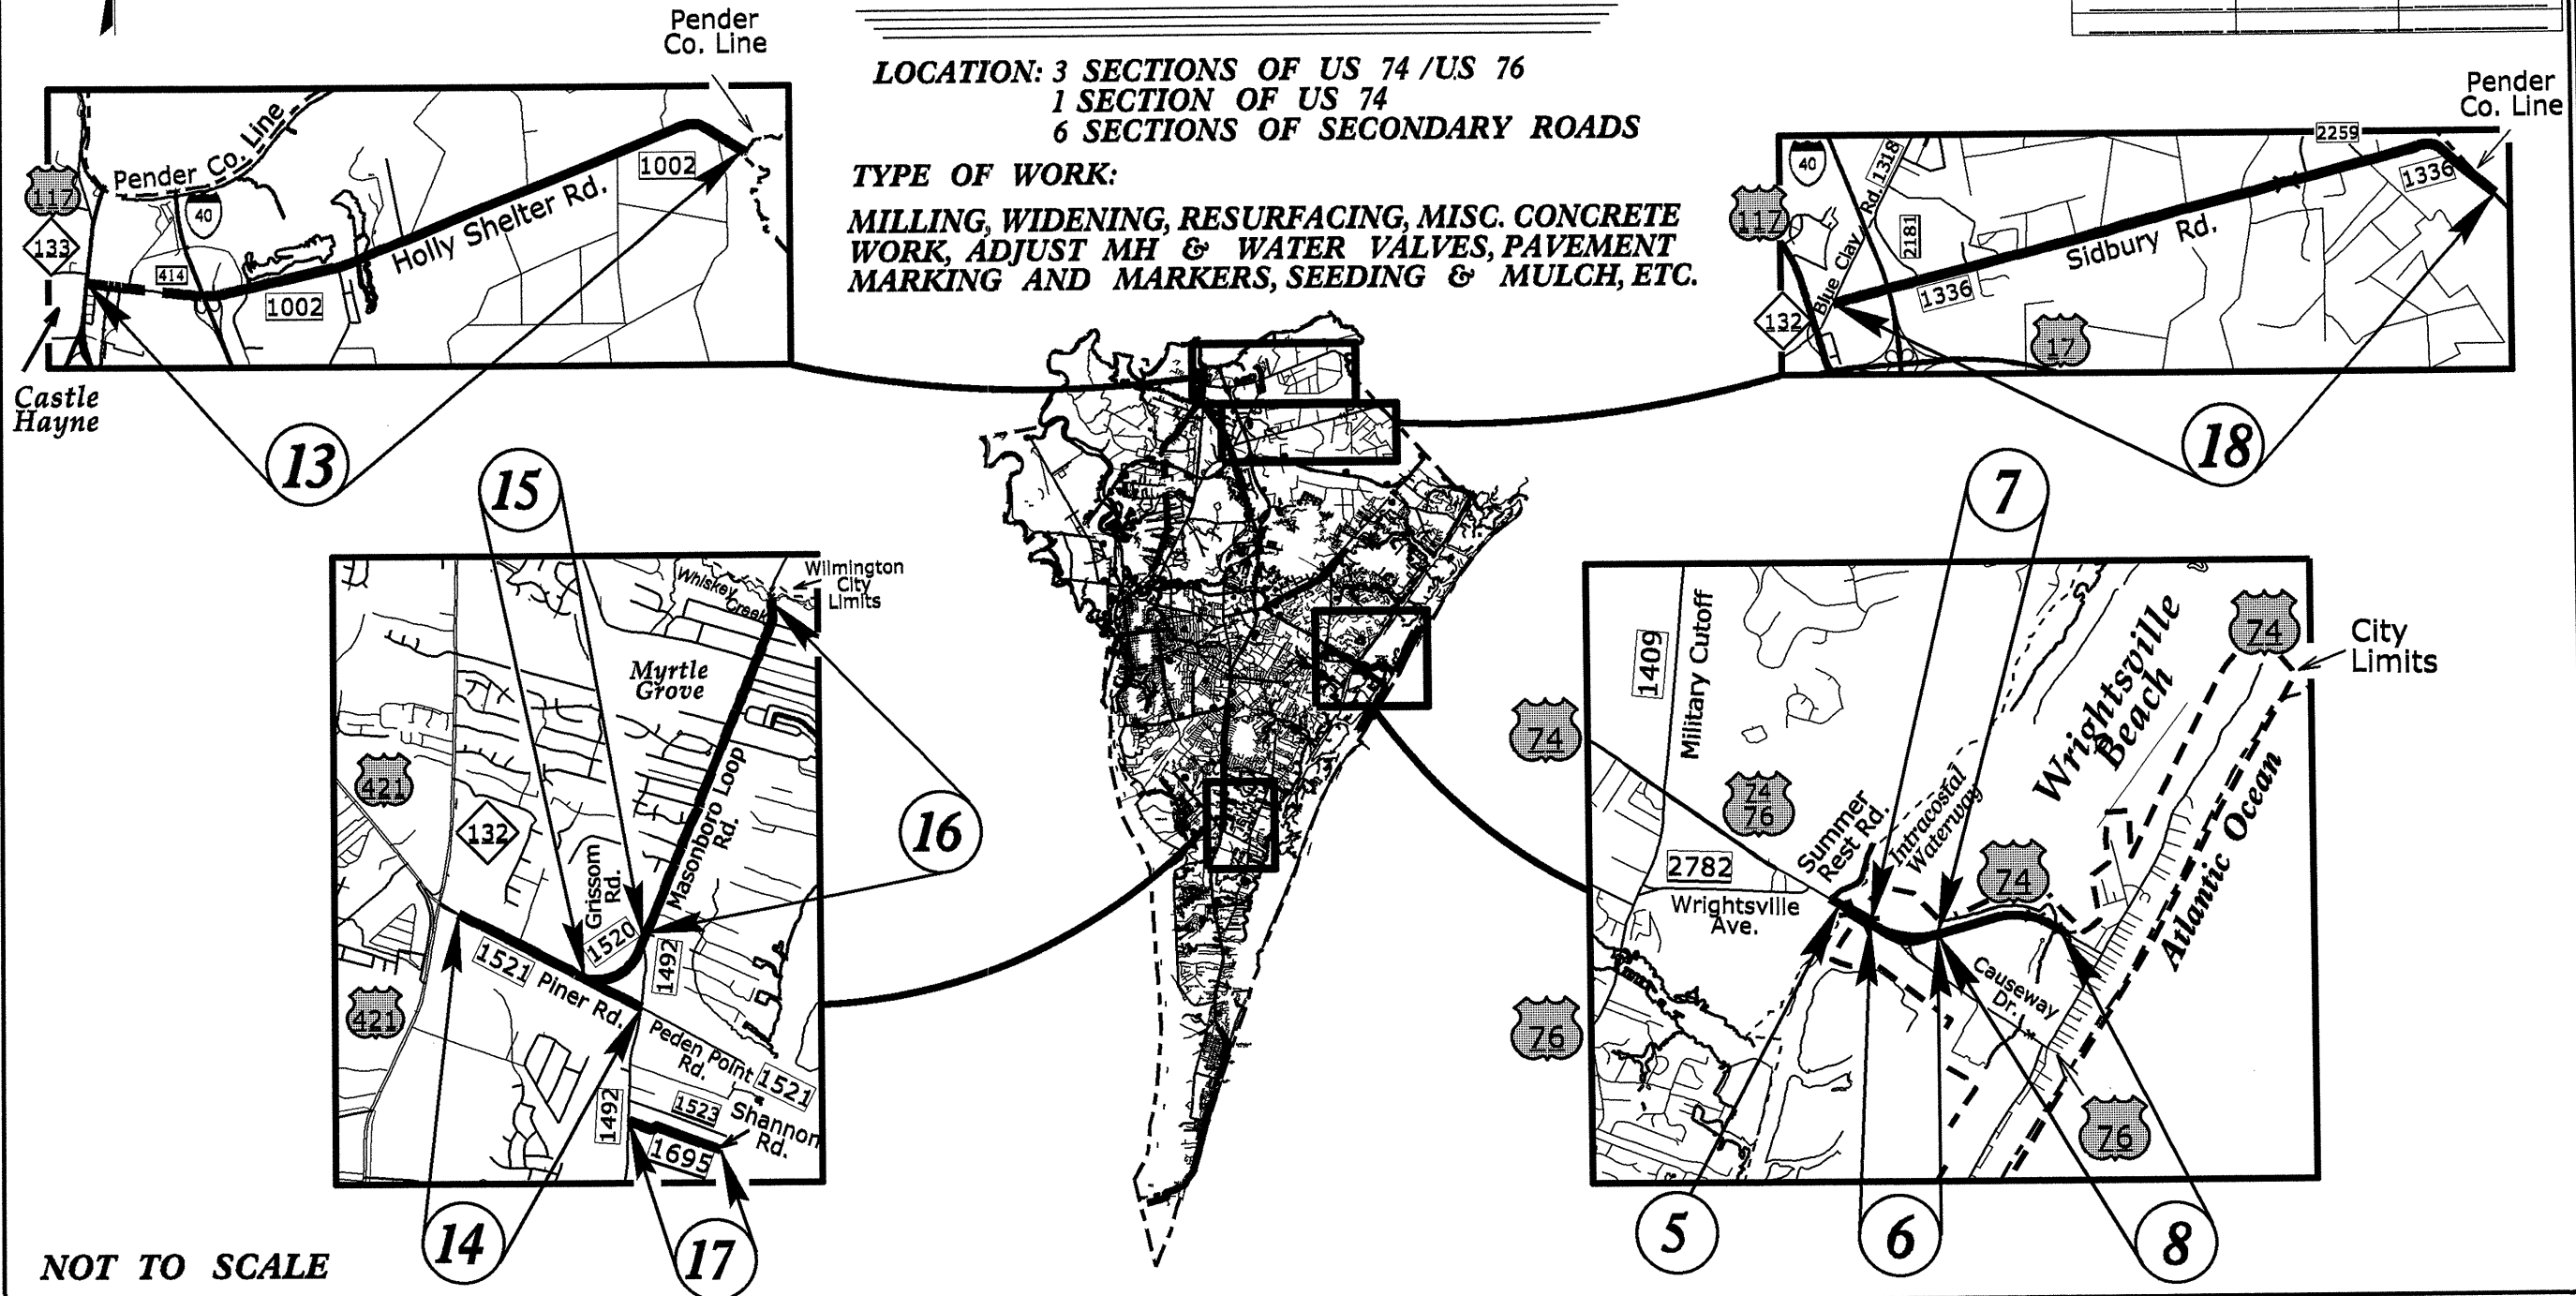 Pender
Co. Line
LOCATION: 3 SECTIONS OF US 74 /US 76
1 SECTION OF US 74
6 SECTIONS OF SECONDARY ROADS
TYPE OF WORK:
MILLING, WIDENING, RESURFACING, MISC. CONCRETE
WORK, ADJUST MH & WATER VALVES, PAVEMENT
MARKING AND MARKERS, SEEDING & MULCH, ETC.
Pender Co. Line
117
40
133
414
1002
Holly Shelter Rd.
1002
Castle
Hayne
13
Pender
Co. Line
2259
40
Blue Clay Rd. 1318
117
2181
1336
Sidbury Rd.
1336
132
17
18
15
Whiskey
Creek
Wilmington
City
Limits
Myrtle
Grove
421
132
Masonboro Loop
Rd.
16
Grissom
Rd.
1520
1492
1521 Piner Rd.
421
Peden Point
Rd.
1521
1492
1523
Shannon
Rd.
1695
14
17
7
1409
Military Cutoff
74
74
76
Summer
Rest Rd.
Intracostal
Waterway
Wrightsville
Beach
74
City
Limits
Atlantic Ocean
2782
Wrightsville
Ave.
74
Causeway
Dr.
76
76
5
6
8
NOT TO SCALE